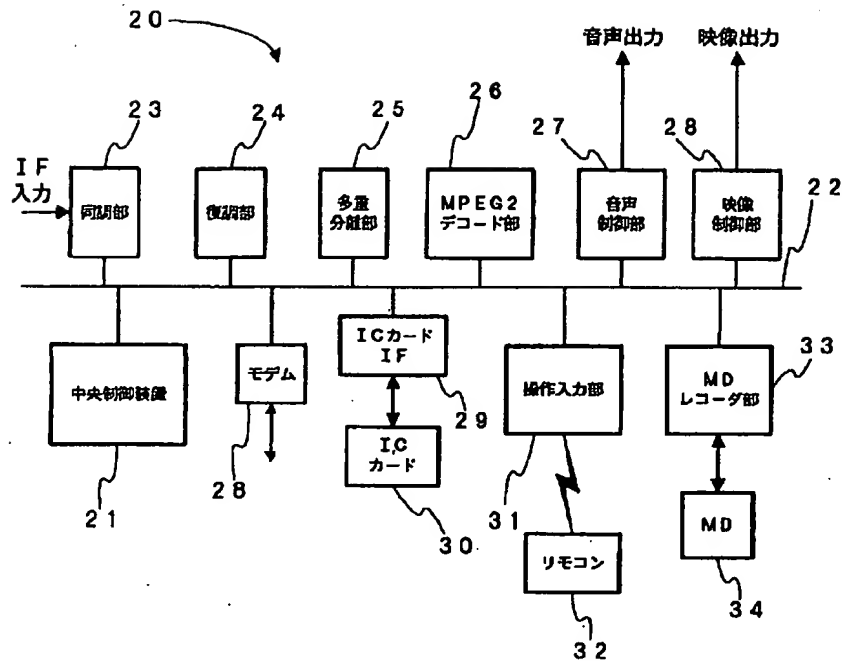 20
音声出力
映像出力
23
24
25
26
27
28
22
IF
入力
同調部
復調部
多重
分離部
MPEG2
デコード部
音声
制御部
映像
制御部
中央制御装置
21
モデム
28
ICカード
IF
29
I,C
カード
30
操作入力部
31
リモコン
32
MD
レコーダ部
33
MD
34